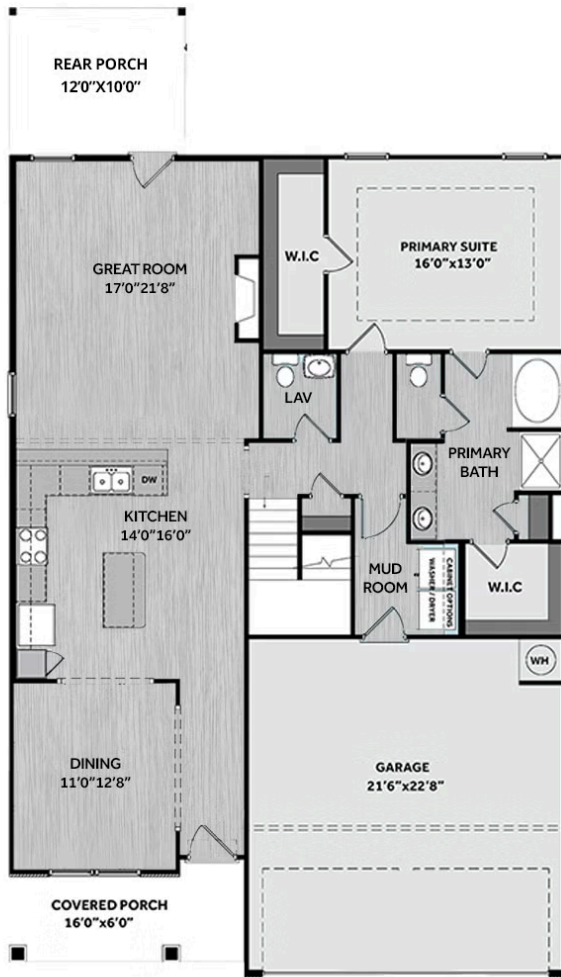 REAR PORCH
12'0"X10'0"
GREAT ROOM
17'0"21'8"
W.I.C
PRIMARY SUITE
16'0"x13'0"
LAV
PRIMARY
BATH
DW
KITCHEN
14'0"16'0"
MUD
ROOM
WASHER / DRYER
CABINET OPTIONS
W.I.C
WH
DINING
11'0"12'8"
GARAGE
21'6"x22'8"
COVERED PORCH
16'0"x6'0"